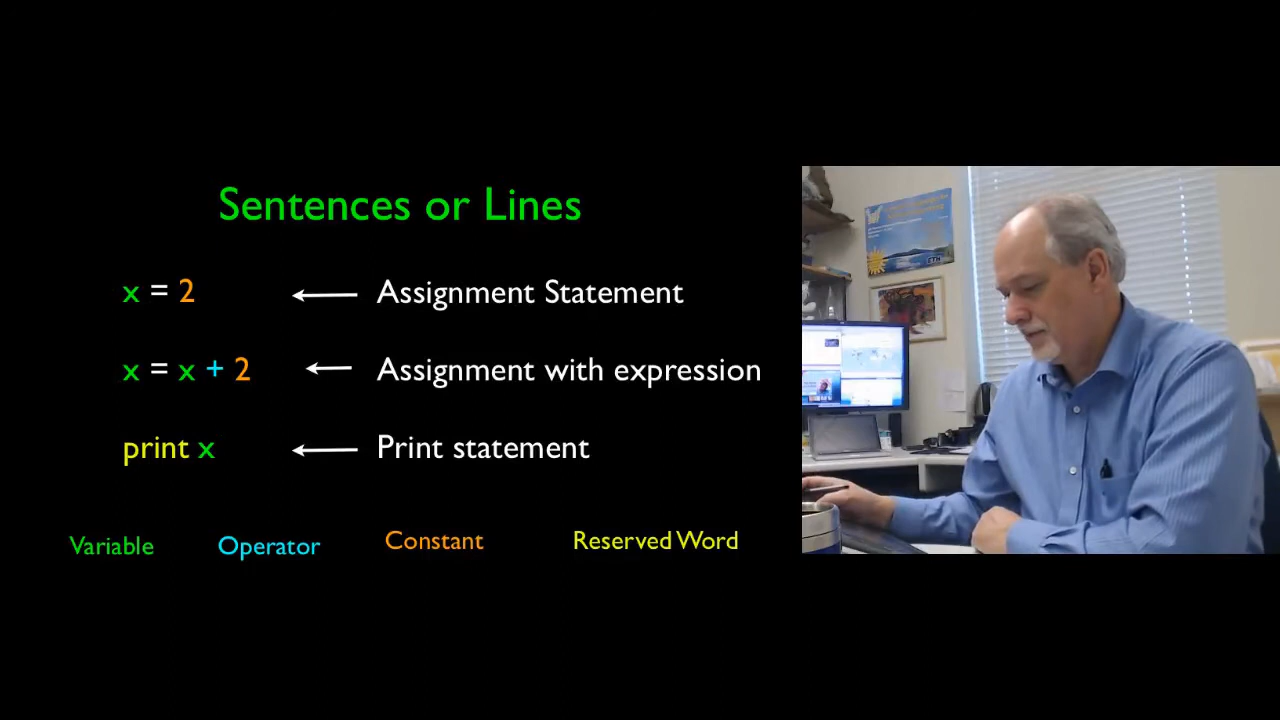 Sentences or Lines
x = 2 Assignment Statement
x = x + 2 Assignment with expression
print x Print statement
Variable Operator Constant Reserved Word